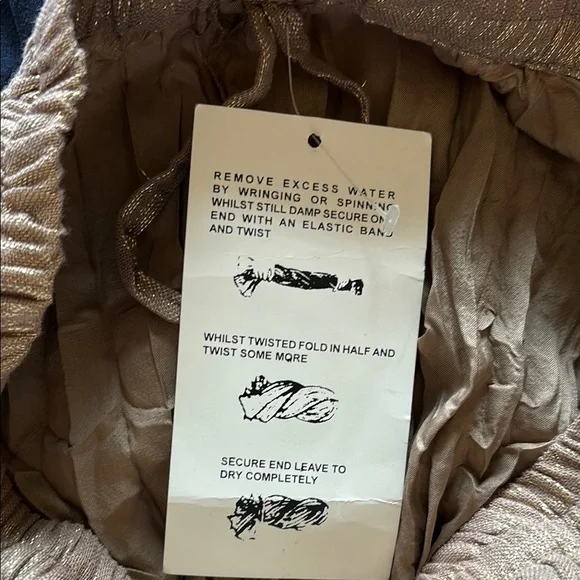 REMOVE EXCESS WATER
BY WRINGING OR SPINNING
WHILST STILL DAMP SECURE ONE
END WITH AN ELASTIC BAND
AND TWIST
WHILST TWISTED FOLD IN HALF AND
TWIST SOME MORE
SECURE END LEAVE TO
DRY COMPLETELY